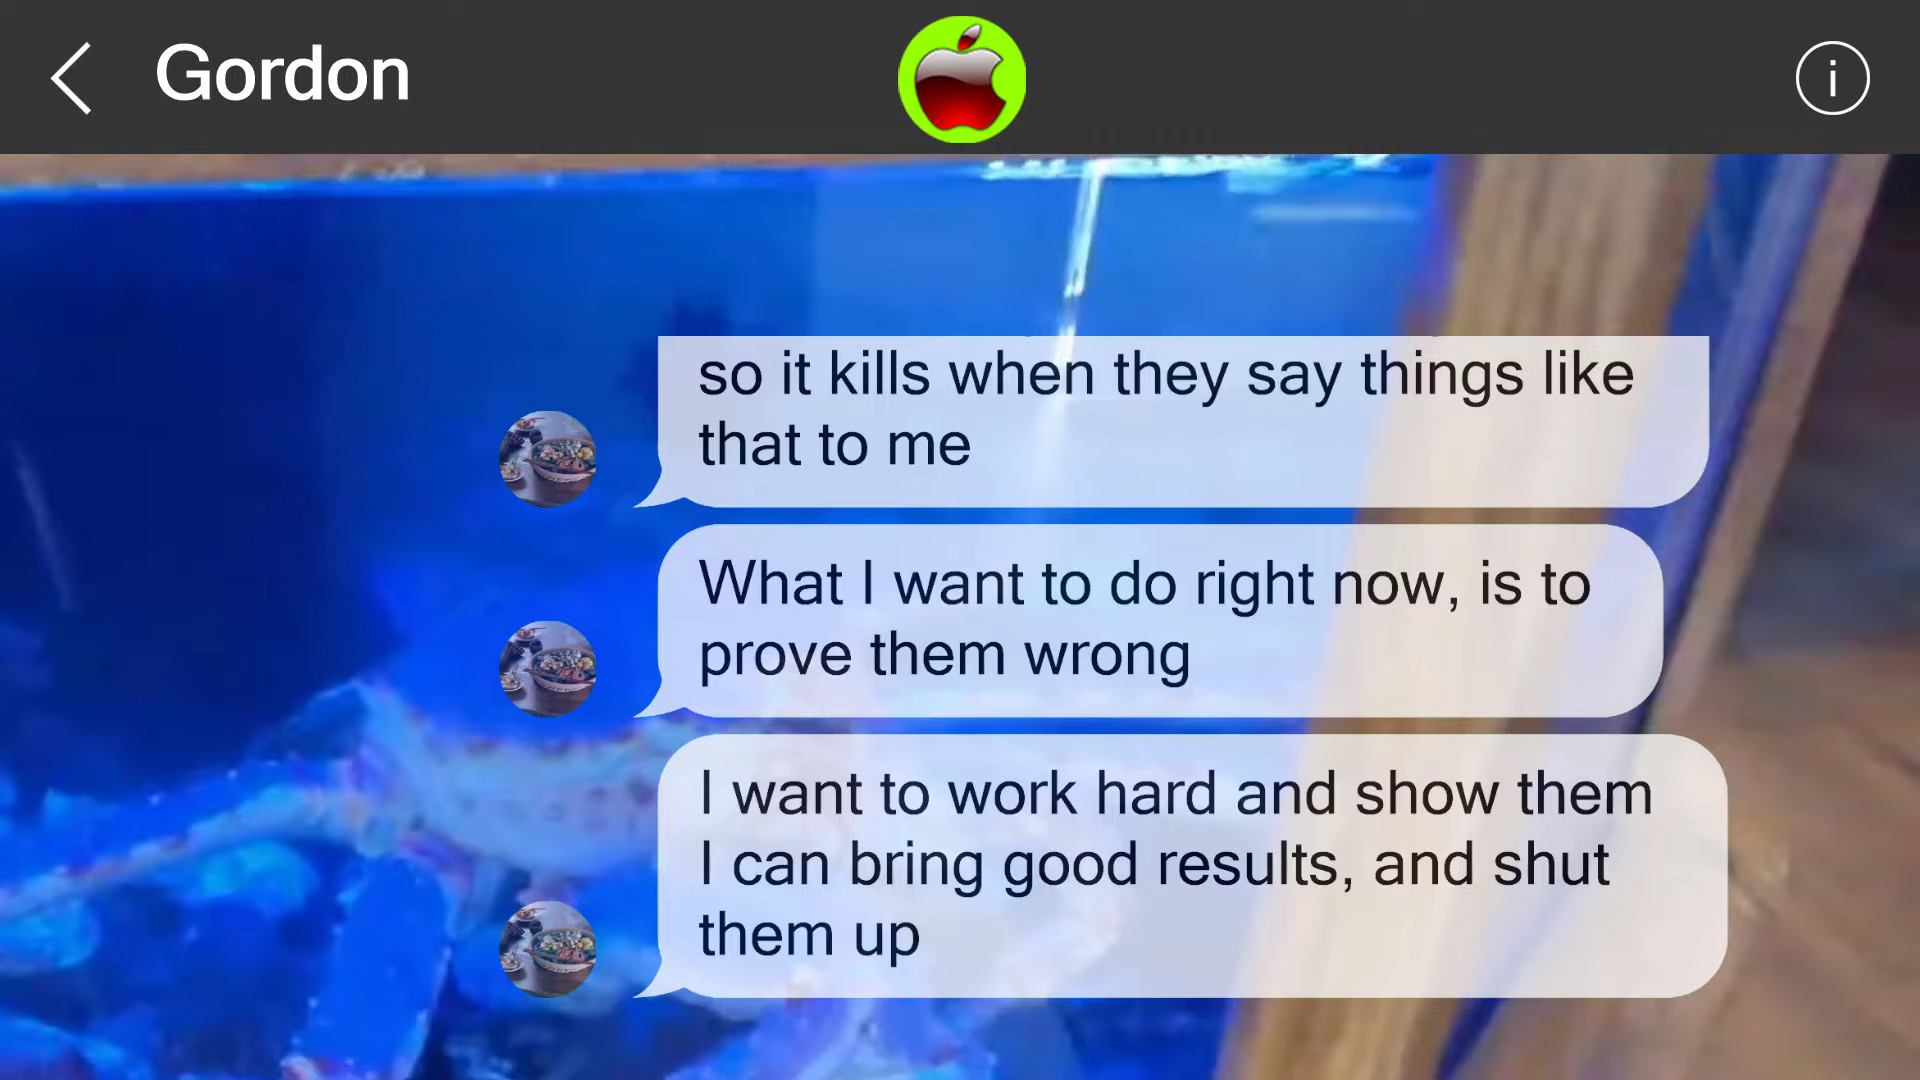 Gordon
so it kills when they say things like
that to me
What I want to do right now, is to
prove them wrong
I want to work hard and show them
I can bring good results, and shut
them up